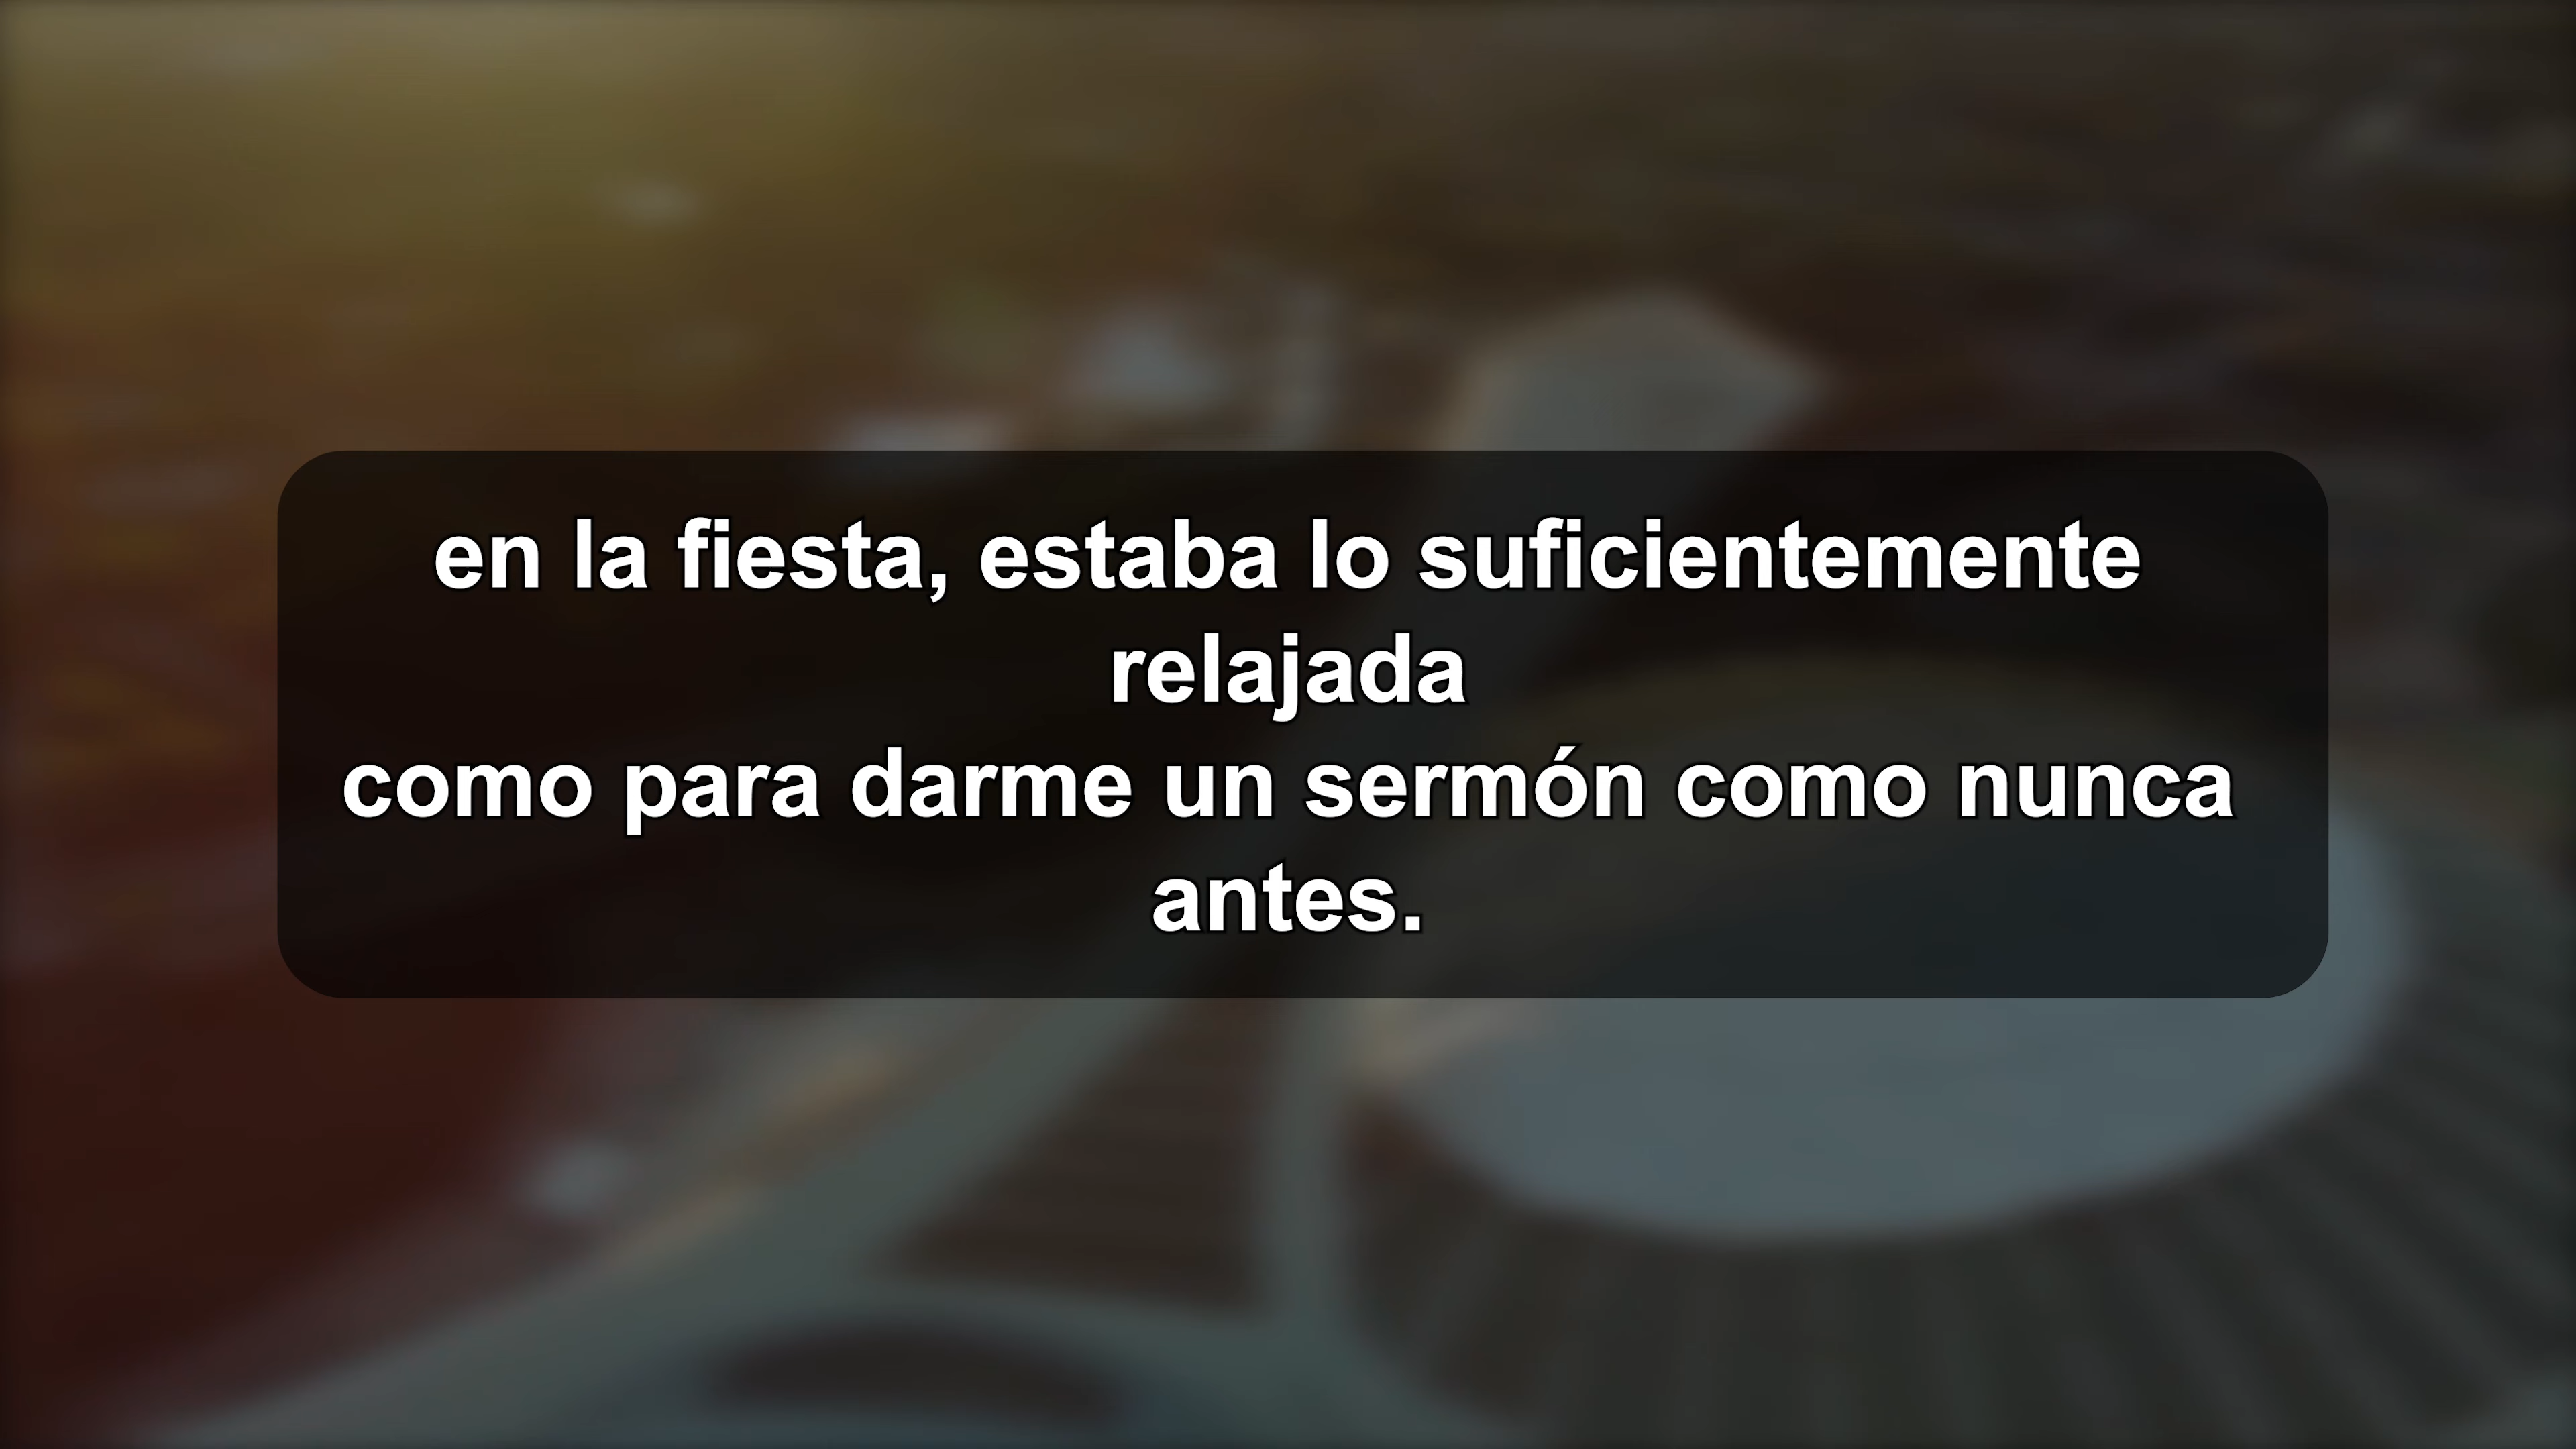 en la fiesta, estaba lo suficientemente
relajada
como para darme un sermón como nunca
antes.